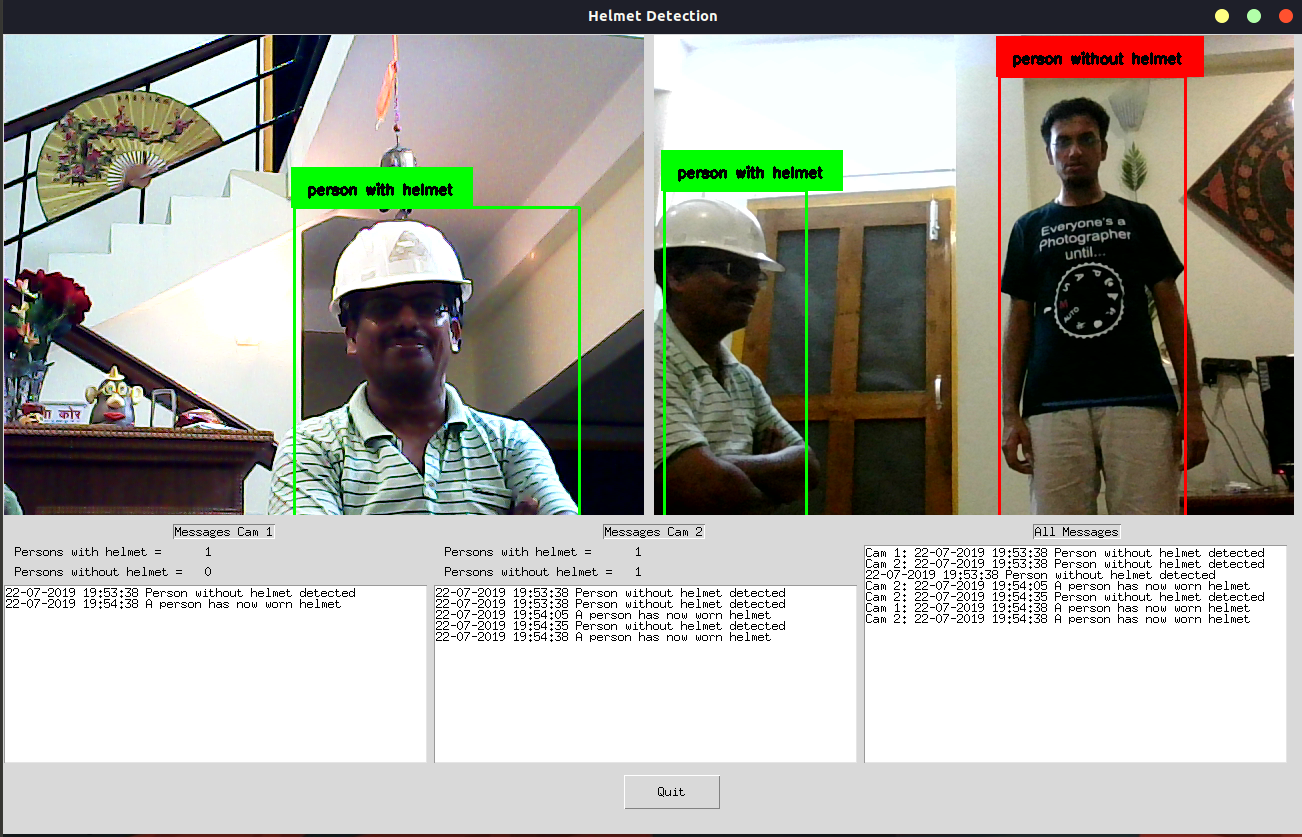 Helmet Detection
person with helmet
person with helmet
person without helmet
कोर
Everyone's a
Photographer
until...
M
AUTO
Messages Cam 1
Persons with helmet = 1
Persons without helmet = 0
22-07-2019 19:53:38 Person without helmet detected
22-07-2019 19:54:38 A person has now worn helmet
Messages Cam 2
Persons with helmet = 1
Persons without helmet = 1
22-07-2019 19:53:38 Person without helmet detected
22-07-2019 19:53:38 Person without helmet detected
22-07-2019 19:54:05 A person has now worn helmet
22-07-2019 19:54:35 Person without helmet detected
22-07-2019 19:54:38 A person has now worn helmet
All Messages
Cam 1: 22-07-2019 19:53:38 Person without helmet detected
Cam 2: 22-07-2019 19:53:38 Person without helmet detected
22-07-2019 19:53:38 Person without helmet detected
Cam 2: 22-07-2019 19:54:05 A person has now worn helmet
Cam 2: 22-07-2019 19:54:35 Person without helmet detected
Cam 1: 22-07-2019 19:54:38 A person has now worn helmet
Cam 2: 22-07-2019 19:54:38 A person has now worn helmet
Quit